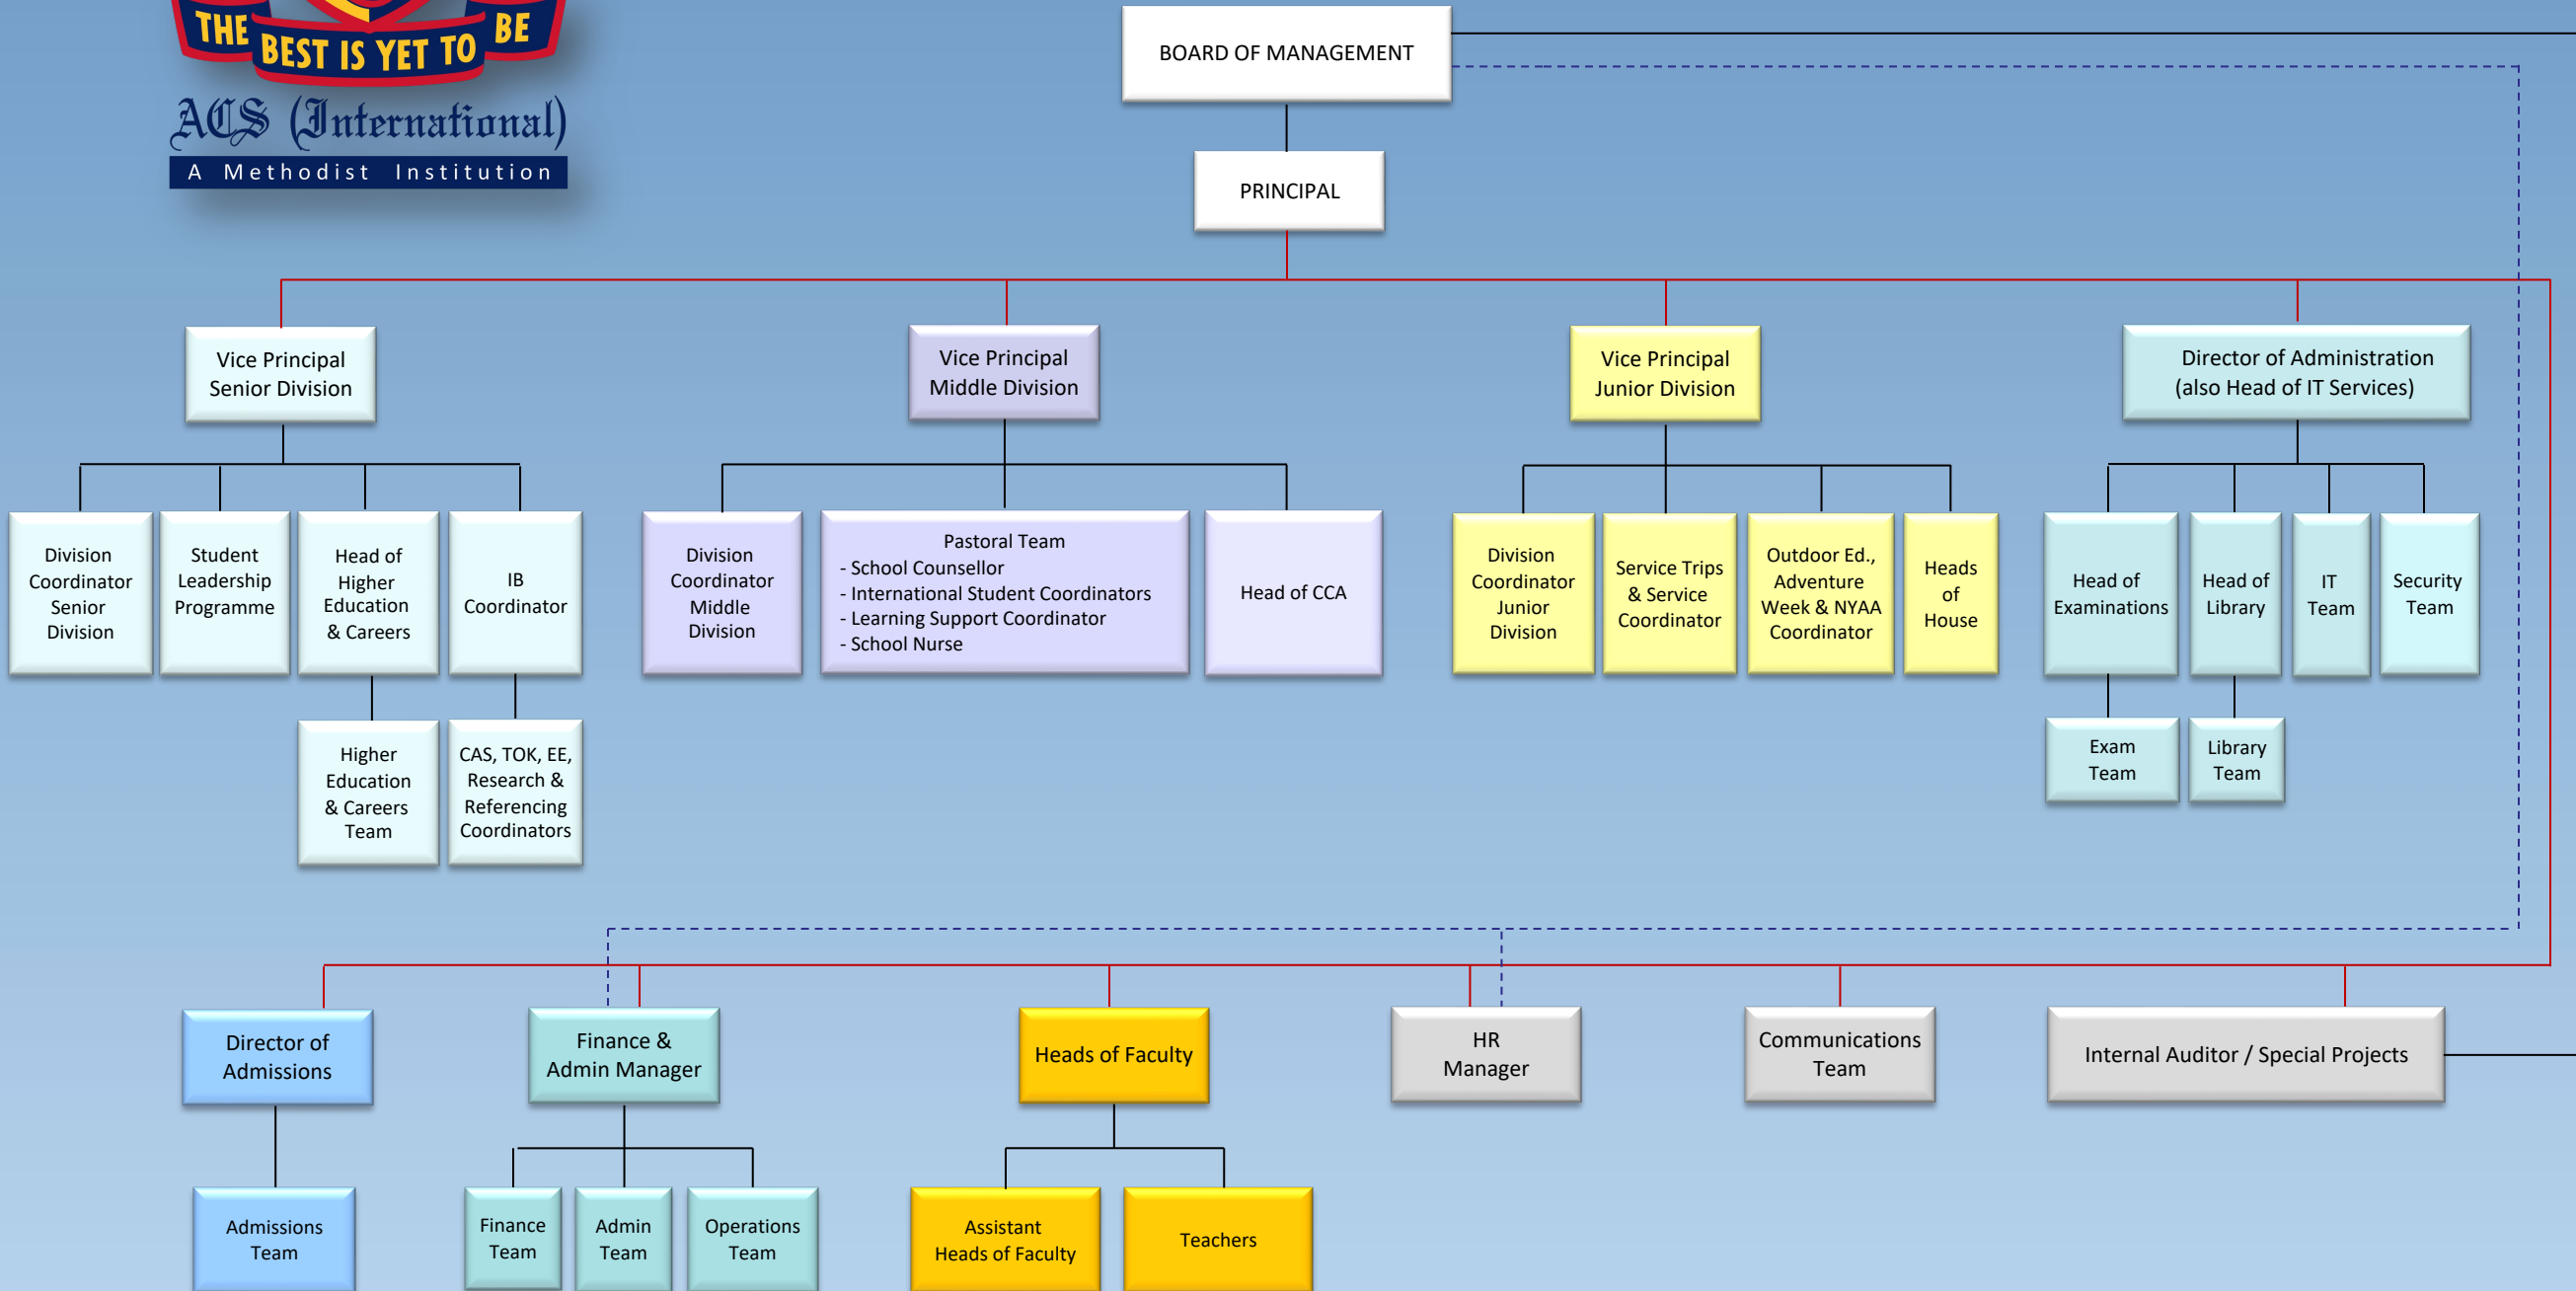 THE BEST IS YET TO BE
ACS (International)
A Methodist Institution
BOARD OF MANAGEMENT
PRINCIPAL
Vice Principal
Senior Division
Vice Principal
Middle Division
Vice Principal
Junior Division
Director of Administration
(also Head of IT Services)
Division
Coordinator
Senior
Division
Student
Leadership
Programme
Head of
Higher
Education
& Careers
IB
Coordinator
Division
Coordinator
Middle
Division
Pastoral Team
- School Counsellor
- International Student Coordinators
- Learning Support Coordinator
- School Nurse
Head of CCA
Division
Coordinator
Junior
Division
Service Trips
& Service
Coordinator
Outdoor Ed.,
Adventure
Week & NYAA
Coordinator
Heads
of
House
Head of
Examinations
Head of
Library
IT
Team
Security
Team
Higher
Education
& Careers
Team
CAS, TOK, EE,
Research &
Referencing
Coordinators
Exam
Team
Library
Team
Director of
Admissions
Finance &
Admin Manager
Heads of Faculty
HR
Manager
Communications
Team
Internal Auditor / Special Projects
Admissions
Team
Finance
Team
Admin
Team
Operations
Team
Assistant
Heads of Faculty
Teachers